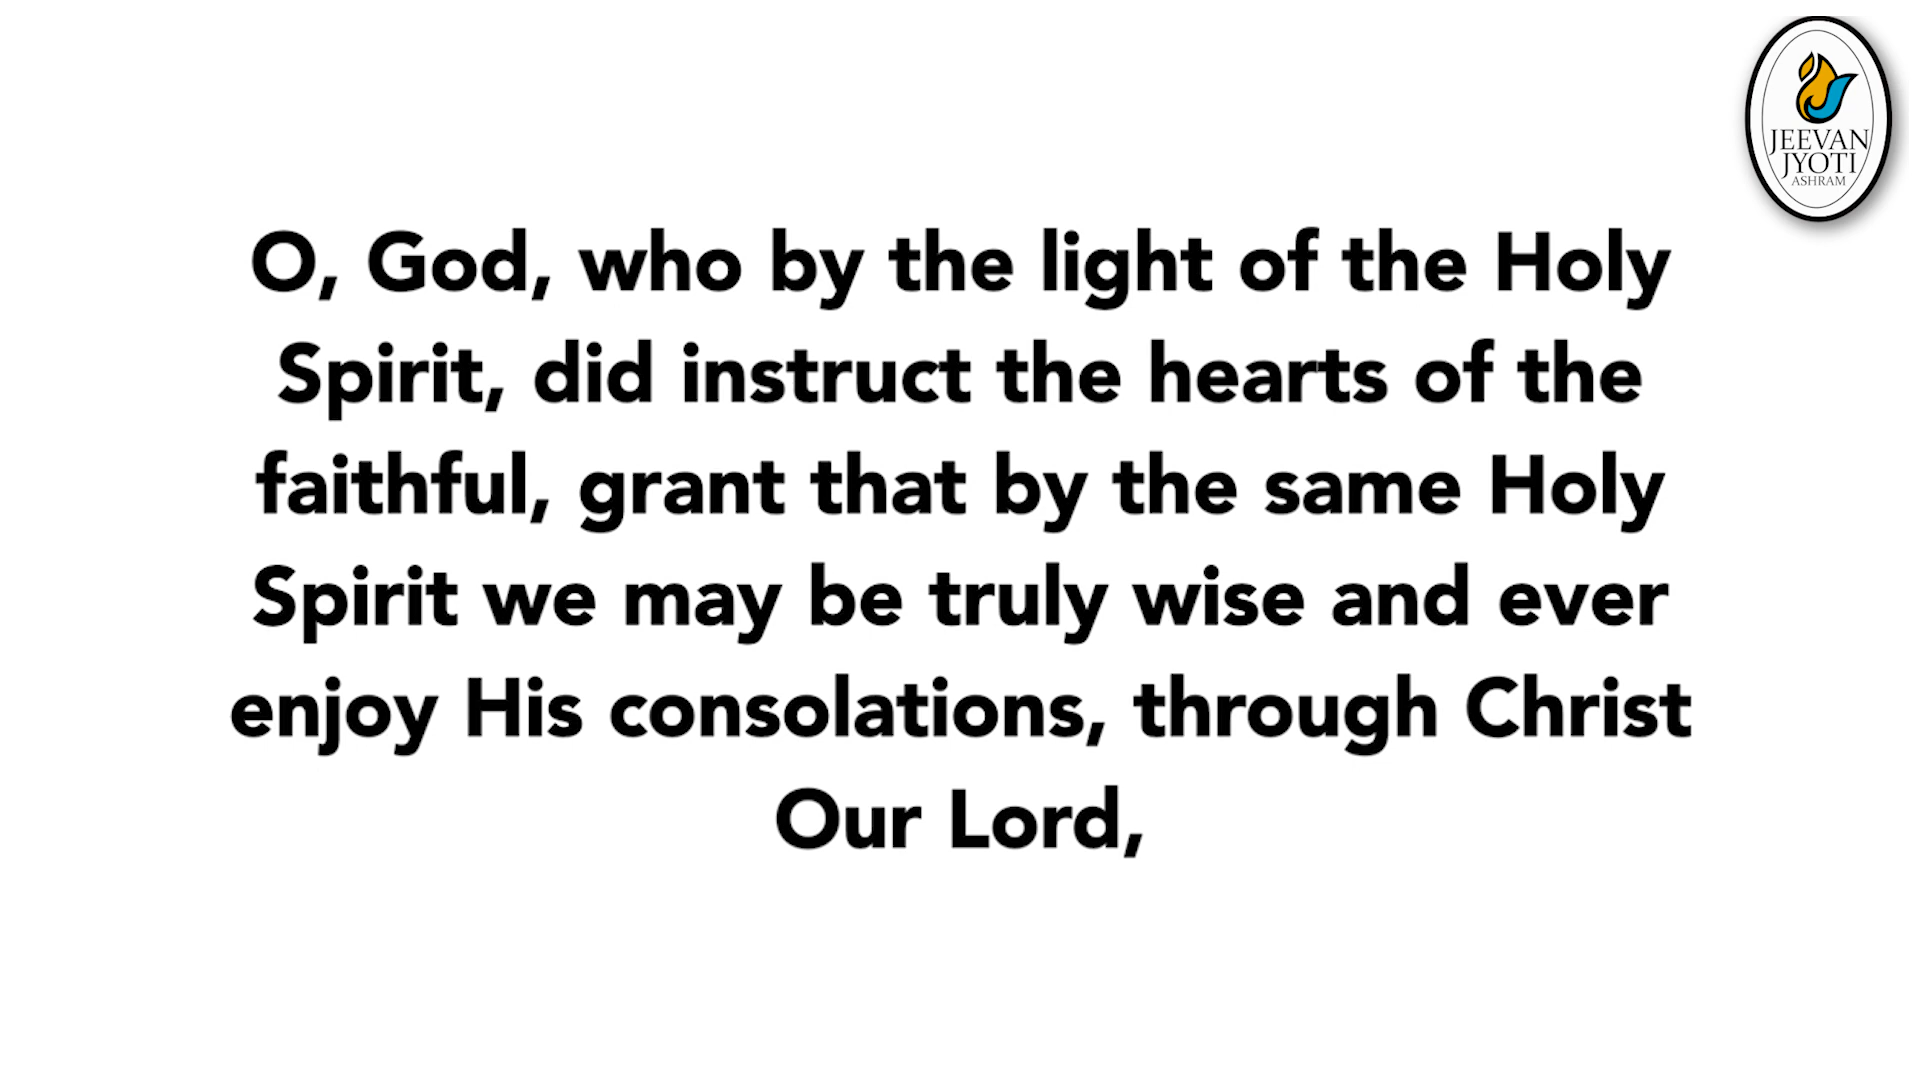 JEEVAN
JYOTI
ASHRAM
O, God, who by the light of the Holy
Spirit, did instruct the hearts of the
faithful, grant that by the same Holy
Spirit we may be truly wise and ever
enjoy His consolations, through Christ
Our Lord,